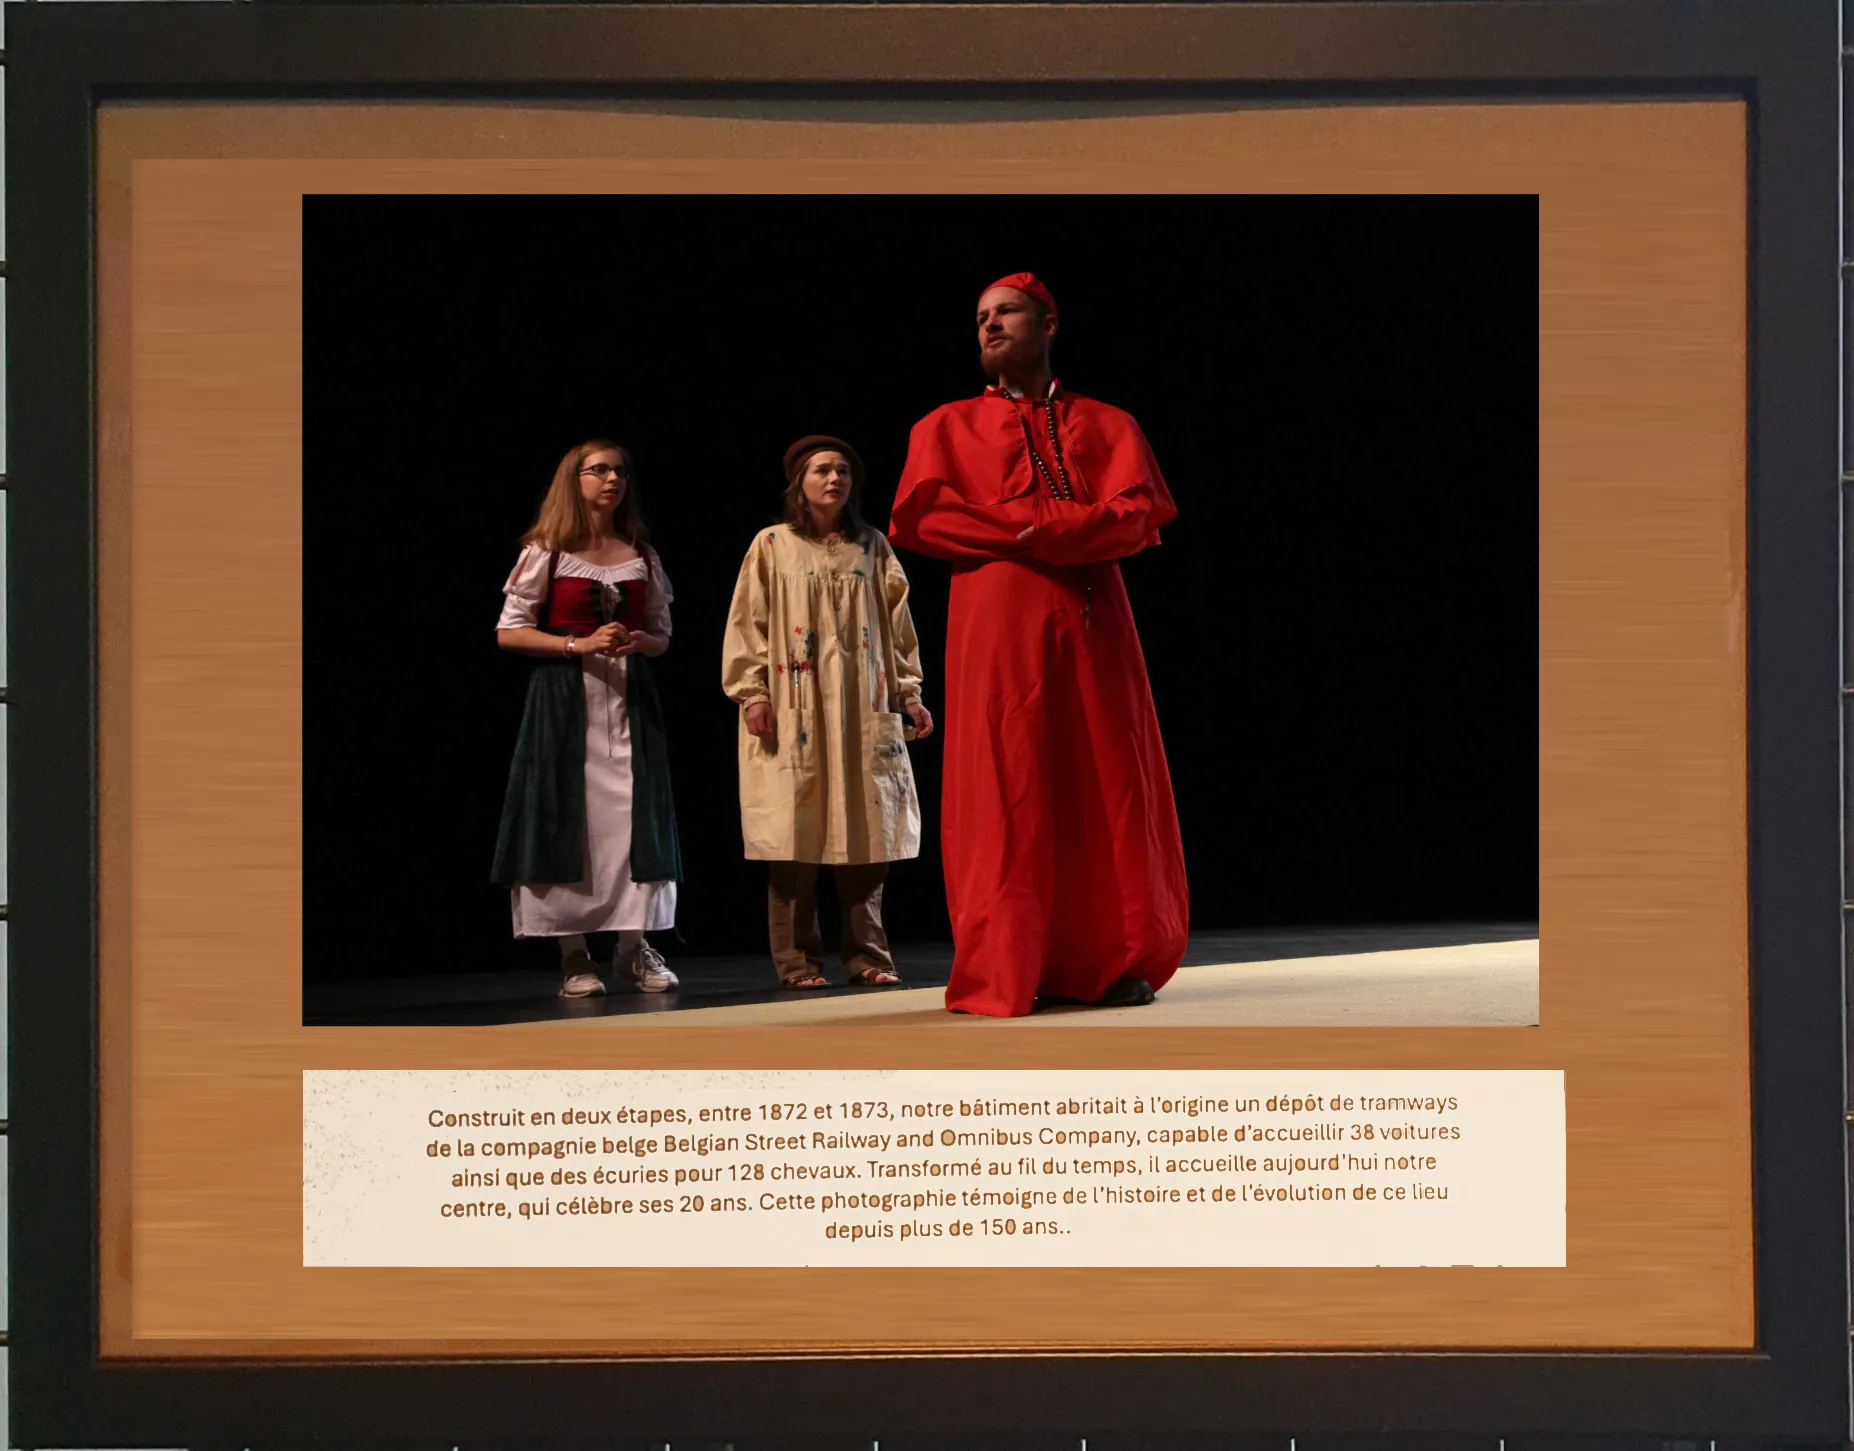 Construit en deux étapes, entre 1872 et 1873, notre bâtiment abritait à l'origine un dépôt de tramways
de la compagnie belge Belgian Street Railway and Omnibus Company, capable d'accueillir 38 voitures
ainsi que des écuries pour 128 chevaux. Transformé au fil du temps, il accueille aujourd'hui notre
centre, qui célèbre ses 20 ans. Cette photographie témoigne de l'histoire et de l'évolution de ce lieu
depuis plus de 150 ans..